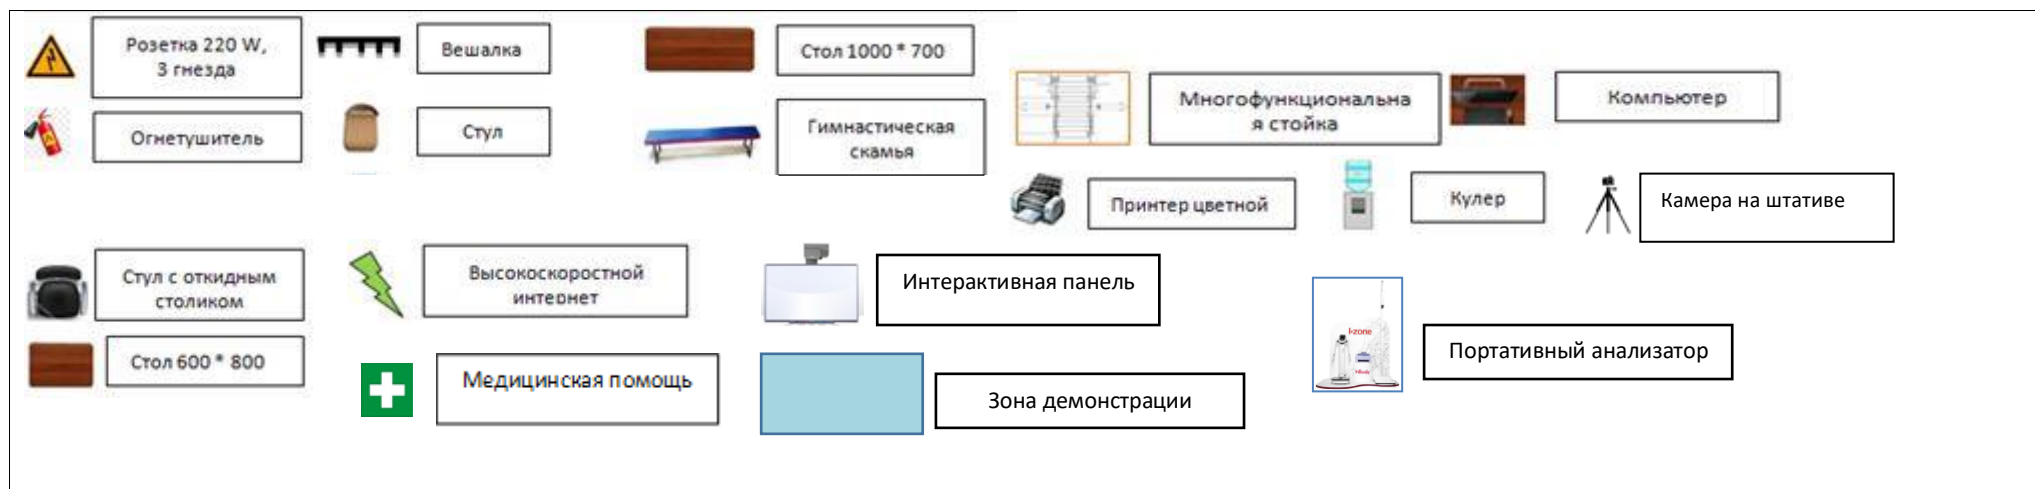 Розетка 220 W,
3 гнезда
Вешалка
Стол 1000 * 700
Многофункциональна
я стойка
Компьютер
Огнетушитель
Стул
Гимнастическая
скамья
Принтер цветной
Кулер
Камера на штативе
Стул с откидным
столиком
Высокоскоростной
интернет
Интерактивная панель
I-zone
Портативный анализатор
Стол 600 * 800
Медицинская помощь
Зона демонстрации